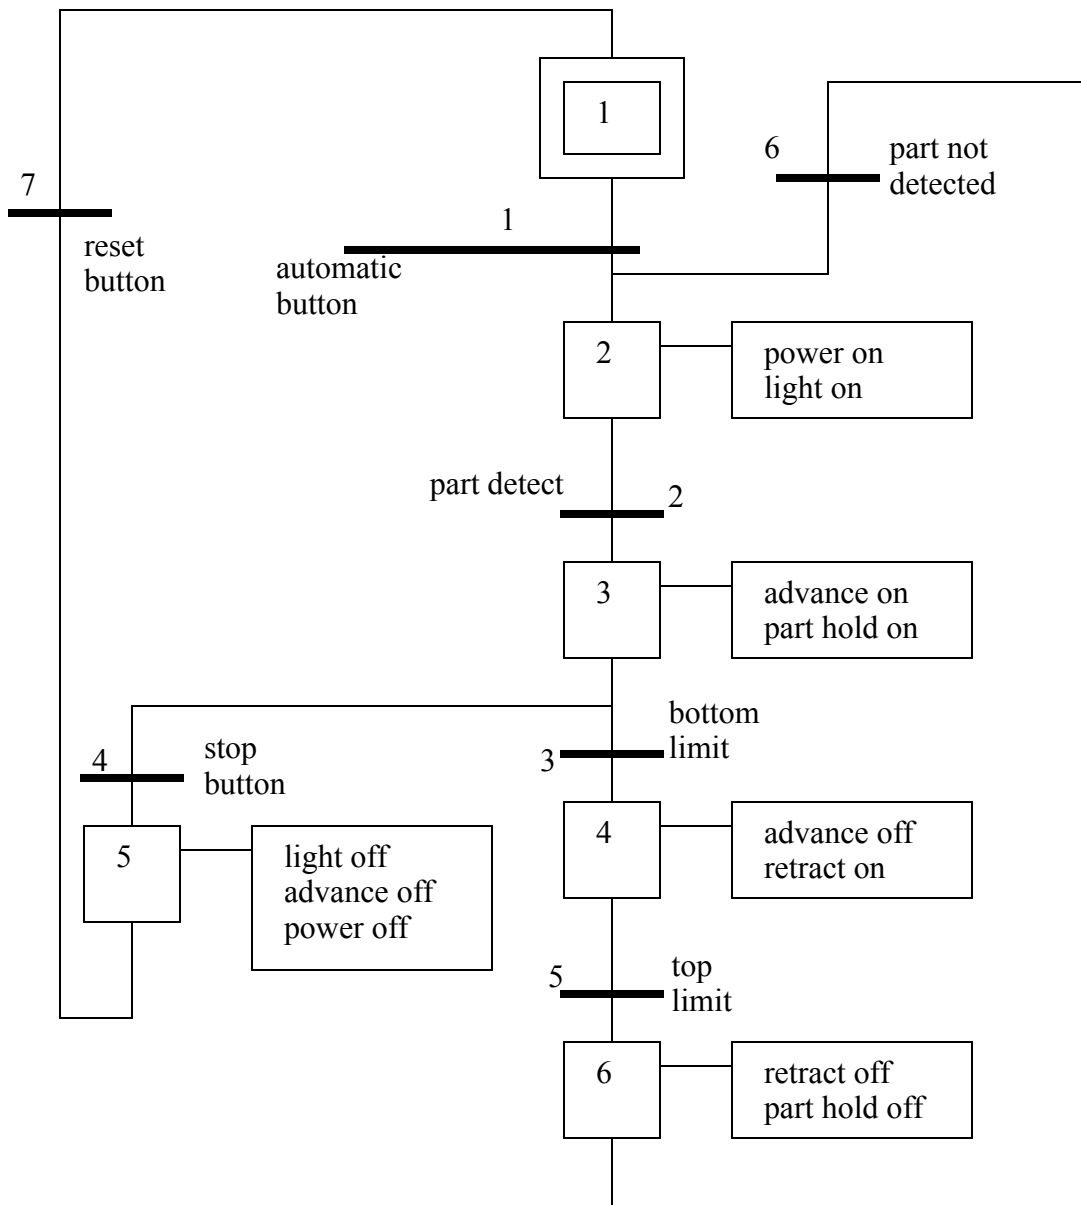 1
6
part not
detected
7
reset
button
1
automatic
button
2
power on
light on
part detect
2
3
advance on
part hold on
bottom
limit
3
4
stop
button
4
advance off
retract on
5
light off
advance off
power off
5
top
limit
6
retract off
part hold off